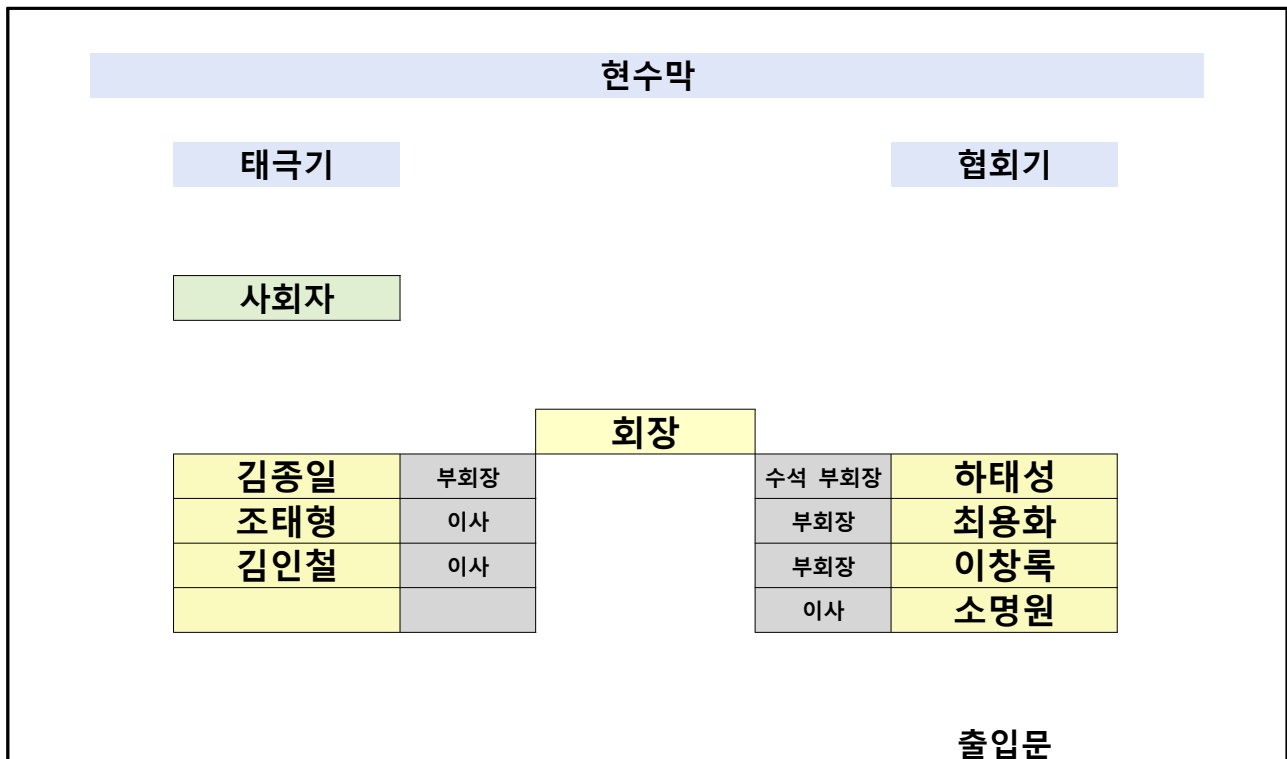 현수막
태극기 협회기
사회자
회장
김종일 부회장 수석 부회장 하태성
조태형 이사 부회장 최용화
김인철 이사 부회장 이창록
이사 소명원
출입문